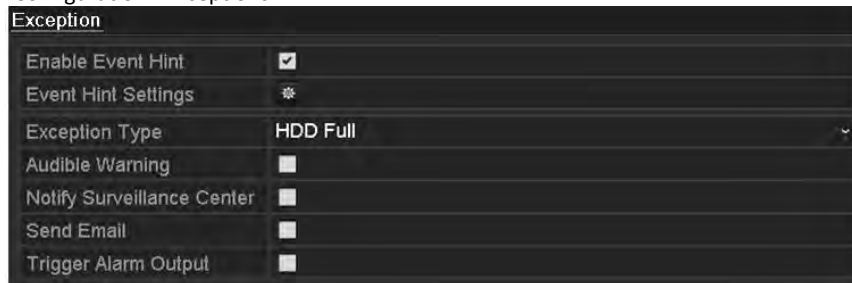 Exception
Enable Event Hint
Event Hint Settings
Exception Type HDD Full
Audible Warning
Notify Surveillance Center
Send Email
Trigger Alarm Output